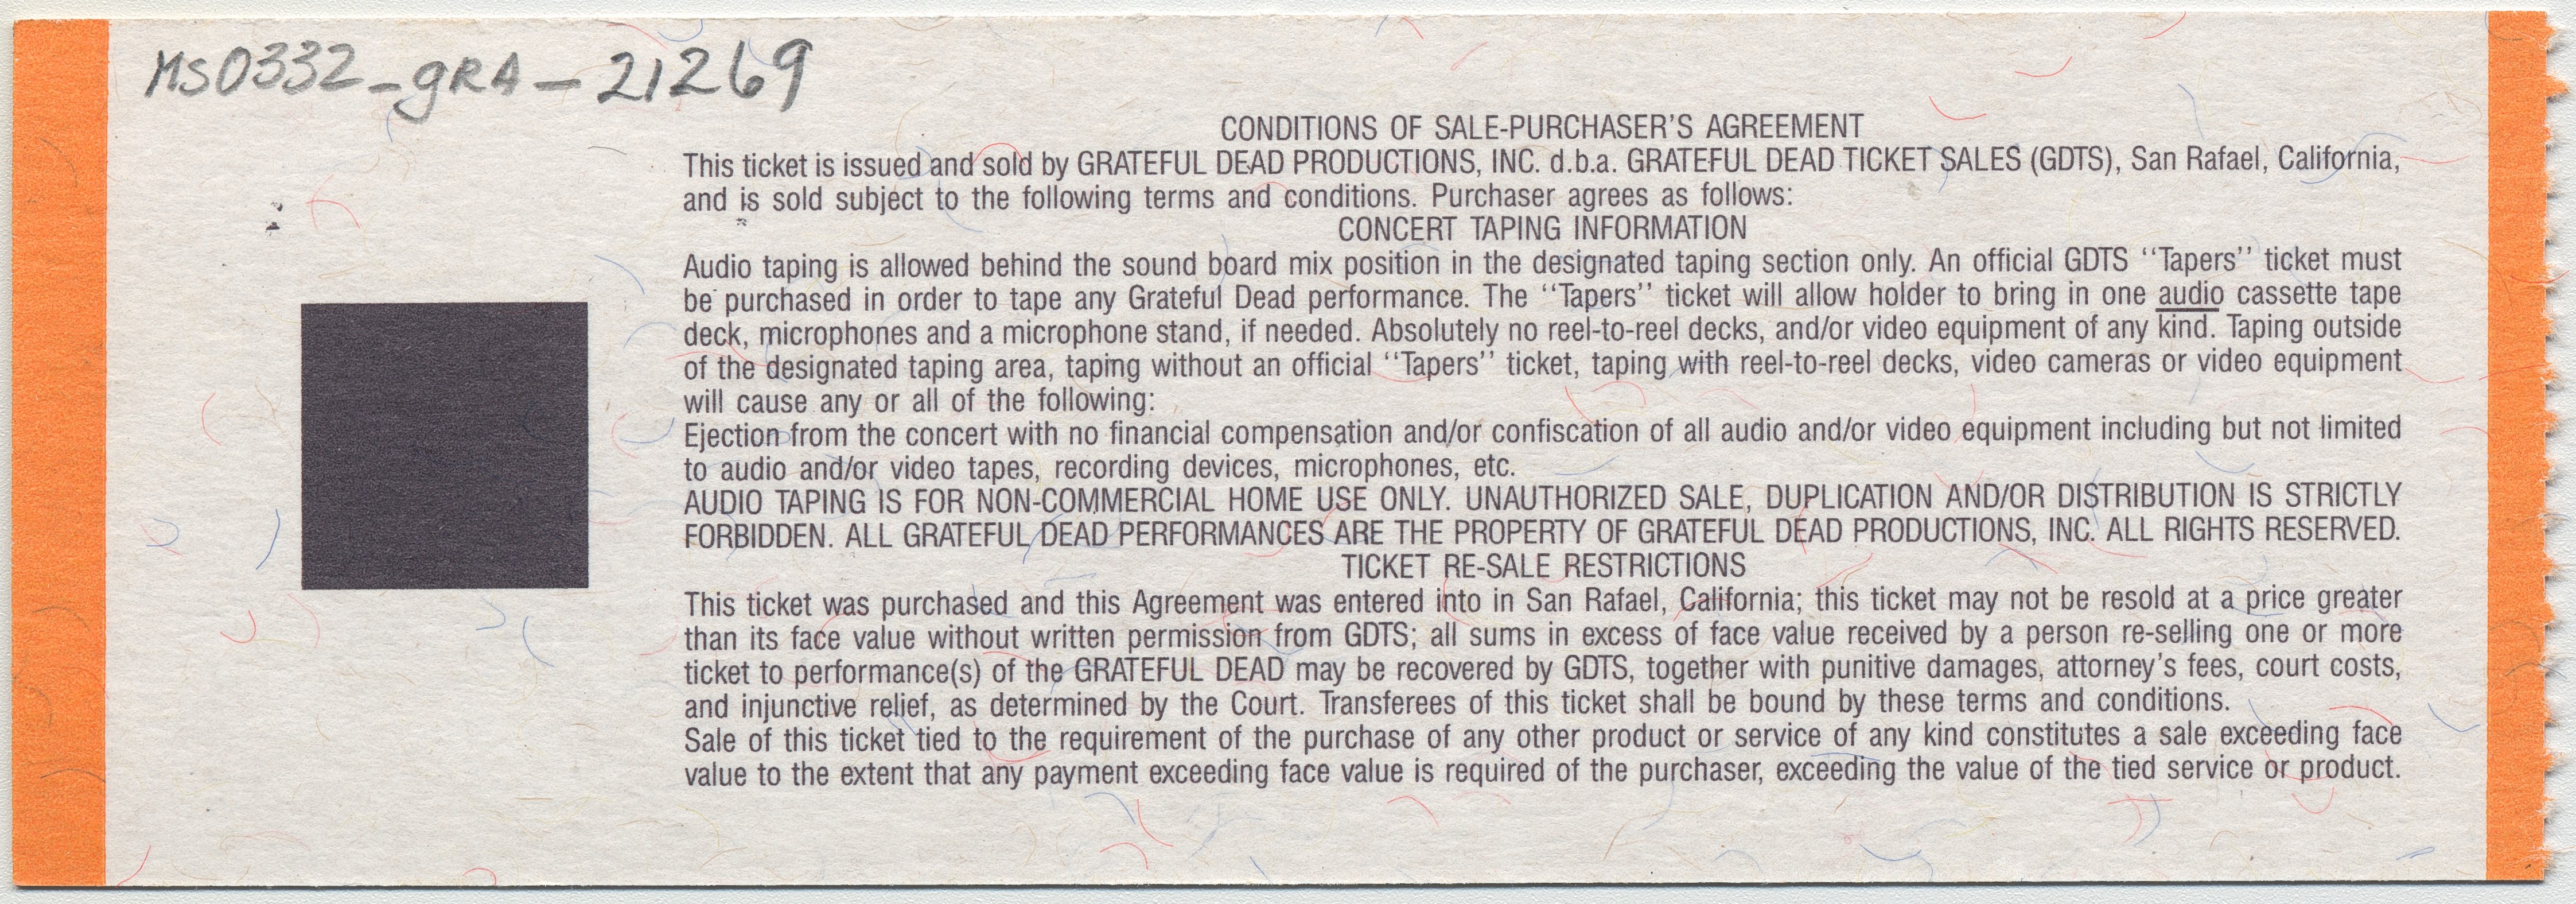 MS0332-gRA-21269
CONDITIONS OF SALE-PURCHASER'S AGREEMENT
This ticket is issued and sold by GRATEFUL DEAD PRODUCTIONS, INC. d.b.a. GRATEFUL DEAD TICKET SALES (GDTS), San Rafael, California,
and is sold subject to the following terms and conditions. Purchaser agrees as follows:
CONCERT TAPING INFORMATION
Audio taping is allowed behind the sound board mix position in the designated taping section only. An official GDTS ‘‘Tapers’’ ticket must
be purchased in order to tape any Grateful Dead performance. The ‘‘Tapers’’ ticket will allow holder to bring in one audio cassette tape
deck, microphones and a microphone stand, if needed. Absolutely no reel-to-reel decks, and/or video equipment of any kind. Taping outside
of the designated taping area, taping without an official ‘‘Tapers’’ ticket, taping with reel-to-reel decks, video cameras or video equipment
will cause any or all of the following:
Ejection from the concert with no financial compensation and/or confiscation of all audio and/or video equipment including but not limited
to audio and/or video tapes, recording devices, microphones, etc.
AUDIO TAPING IS FOR NON-COMMERCIAL HOME USE ONLY. UNAUTHORIZED SALE, DUPLICATION AND/OR DISTRIBUTION IS STRICTLY
FORBIDDEN. ALL GRATEFUL DEAD PERFORMANCES ARE THE PROPERTY OF GRATEFUL DEAD PRODUCTIONS, INC. ALL RIGHTS RESERVED.
TICKET RE-SALE RESTRICTIONS
This ticket was purchased and this Agreement was entered into in San Rafael, California; this ticket may not be resold at a price greater
than its face value without written permission from GDTS; all sums in excess of face value received by a person re-selling one or more
ticket to performance(s) of the GRATEFUL DEAD may be recovered by GDTS, together with punitive damages, attorney's fees, court costs,
and injunctive relief, as determined by the Court. Transferees of this ticket shall be bound by these terms and conditions.
Sale of this ticket tied to the requirement of the purchase of any other product or service of any kind constitutes a sale exceeding face
value to the extent that any payment exceeding face value is required of the purchaser, exceeding the value of the tied service or product.